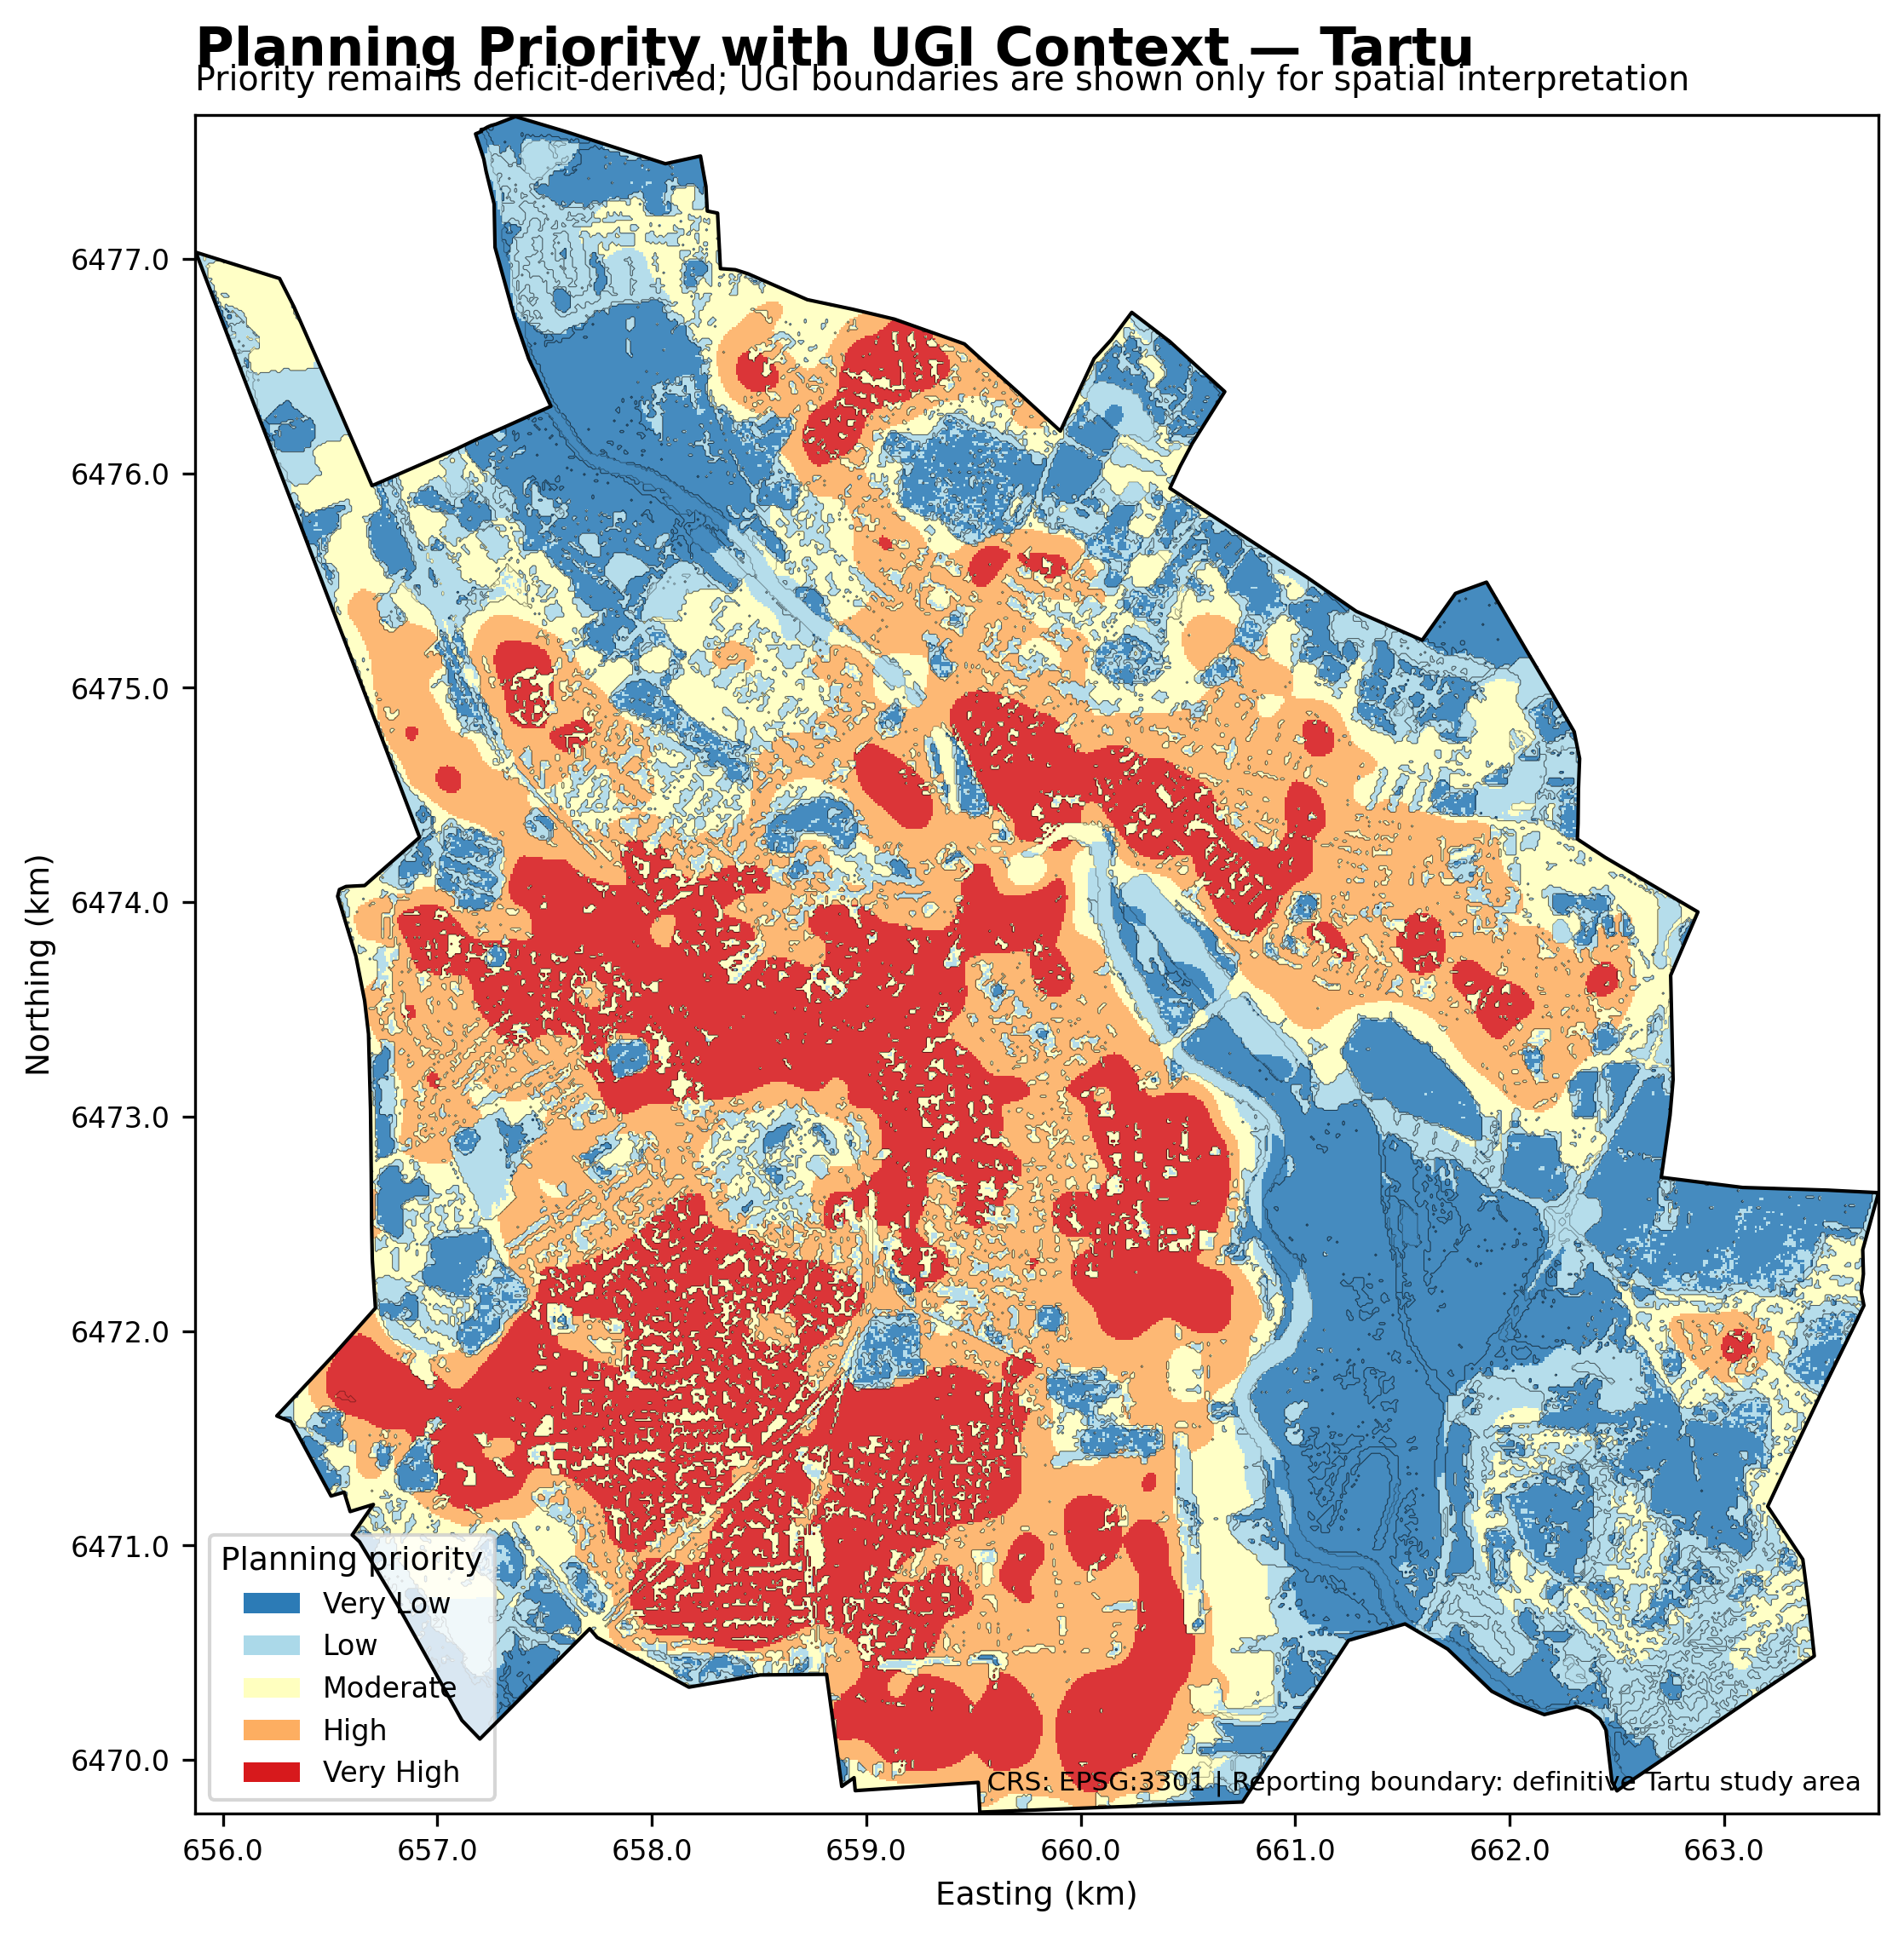 Planning Priority with UGI Context — Tartu
Priority remains deficit-derived; UGI boundaries are shown only for spatial interpretation
Northing (km)
6477.0
6476.0
6475.0
6474.0
6473.0
6472.0
6471.0
6470.0
Planning priority
Very Low
Low
Moderate
High
Very High
CRS: EPSG:3301 | Reporting boundary: definitive Tartu study area
656.0 657.0 658.0 659.0 660.0 661.0 662.0 663.0
Easting (km)